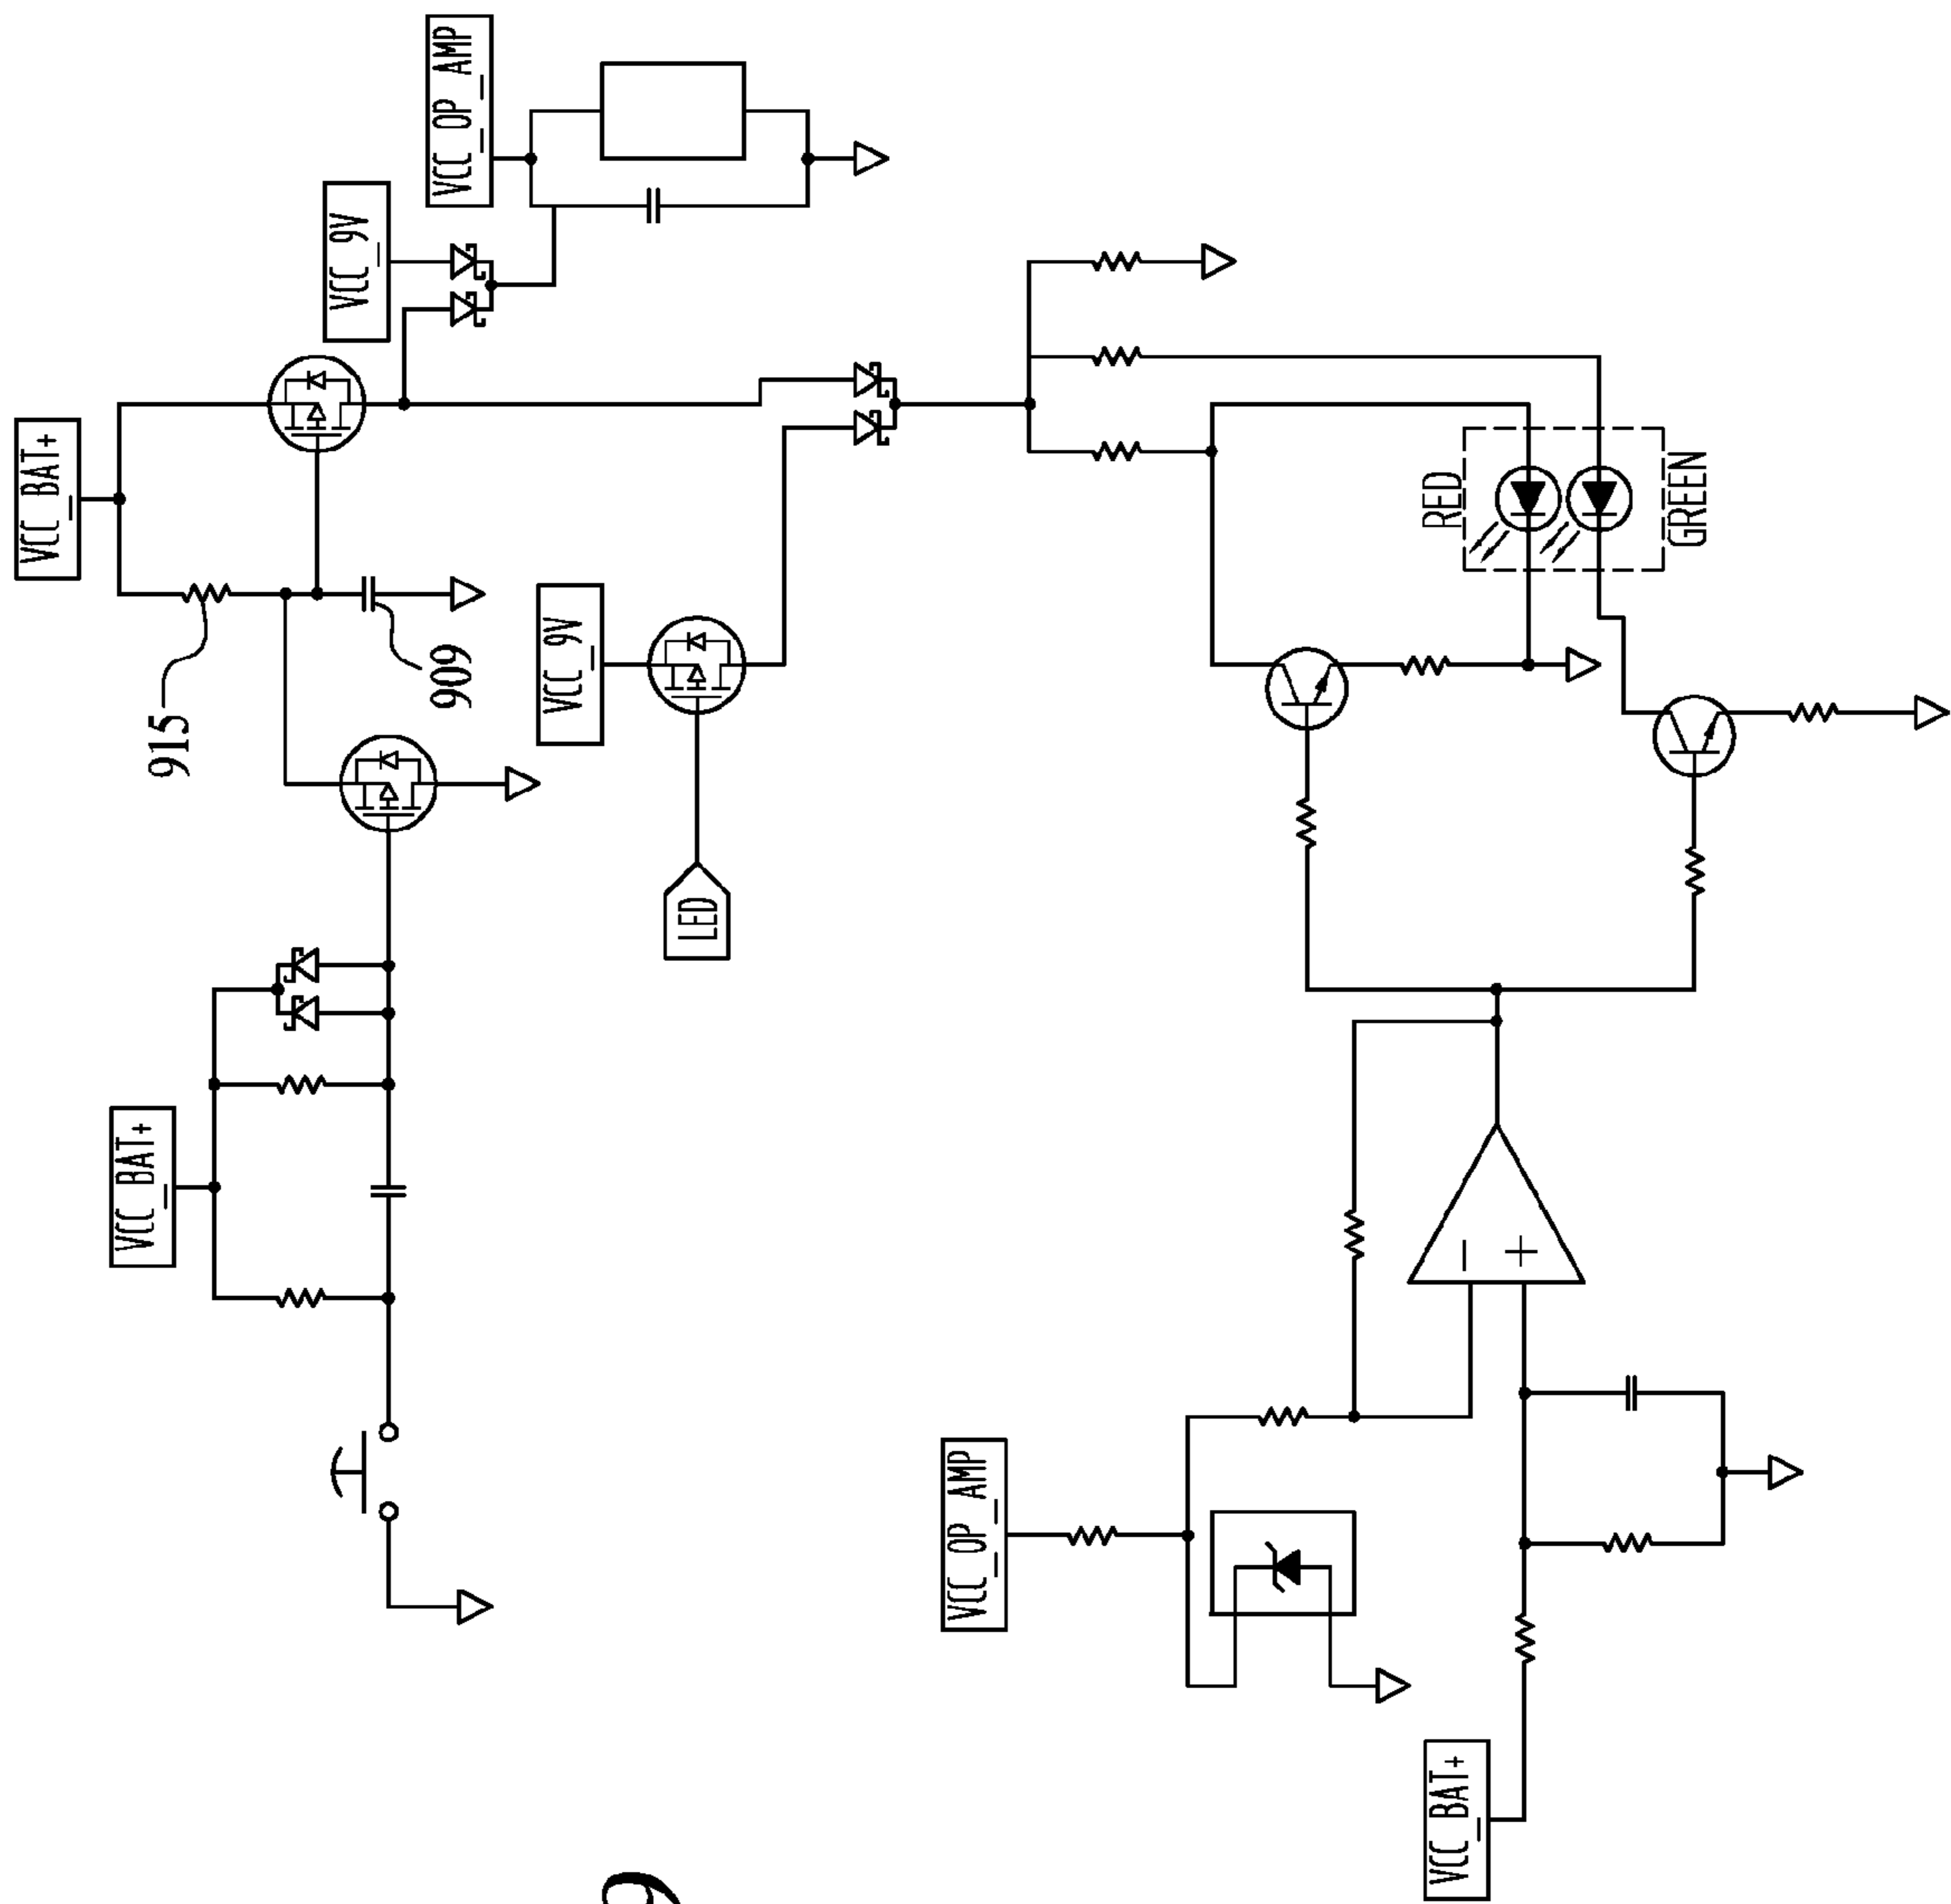 VCC_BAT+
VCC_BAT+
915
VCC_9V
909
VCC_OP_AMP
VCC_9V
LED
VCC_OP_AMP
RED
VCC_BAT+
−
+
GREEN